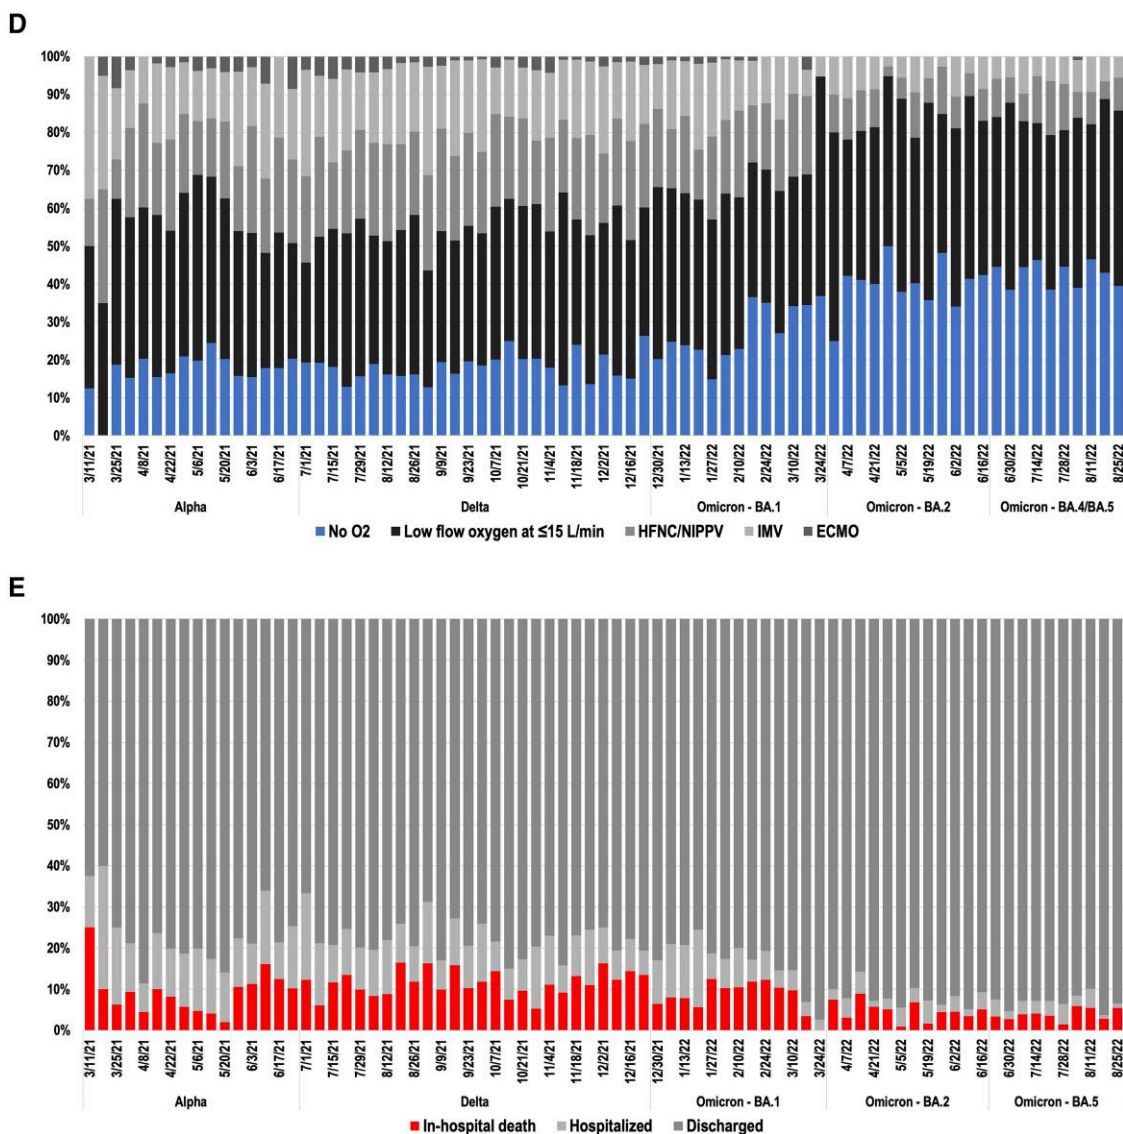 D
100%
90%
80%
70%
60%
50%
40%
30%
20%
10%
0%
3/11/21 3/25/21 4/8/21 4/22/21 5/6/21 5/20/21 6/3/21 6/17/21 7/1/21 7/15/21 7/29/21 8/12/21 8/26/21 9/9/21 9/23/21 10/7/21 10/21/21 11/4/21 11/18/21 12/2/21 12/16/21 12/30/21 1/13/22 1/27/22 2/10/22 2/24/22 3/10/22 3/24/22 4/7/22 4/21/22 5/5/22 5/19/22 6/2/22 6/16/22 6/30/22 7/14/22 7/28/22 8/11/22 8/25/22
Alpha Delta Omicron - BA.1 Omicron - BA.2 Omicron - BA.4/BA.5
No O2 Low flow oxygen at ≤15 L/min HFNC/NIPPV IMV ECMO
E
100%
90%
80%
70%
60%
50%
40%
30%
20%
10%
0%
3/11/21 3/25/21 4/8/21 4/22/21 5/6/21 5/20/21 6/3/21 6/17/21 7/1/21 7/15/21 7/29/21 8/12/21 8/26/21 9/9/21 9/23/21 10/7/21 10/21/21 11/4/21 11/18/21 12/2/21 12/16/21 12/30/21 1/13/22 1/27/22 2/10/22 2/24/22 3/10/22 3/24/22 4/7/22 4/21/22 5/5/22 5/19/22 6/2/22 6/16/22 6/30/22 7/14/22 7/28/22 8/11/22 8/25/22
Alpha Delta Omicron - BA.1 Omicron - BA.2 Omicron - BA.5
In-hospital death Hospitalized Discharged